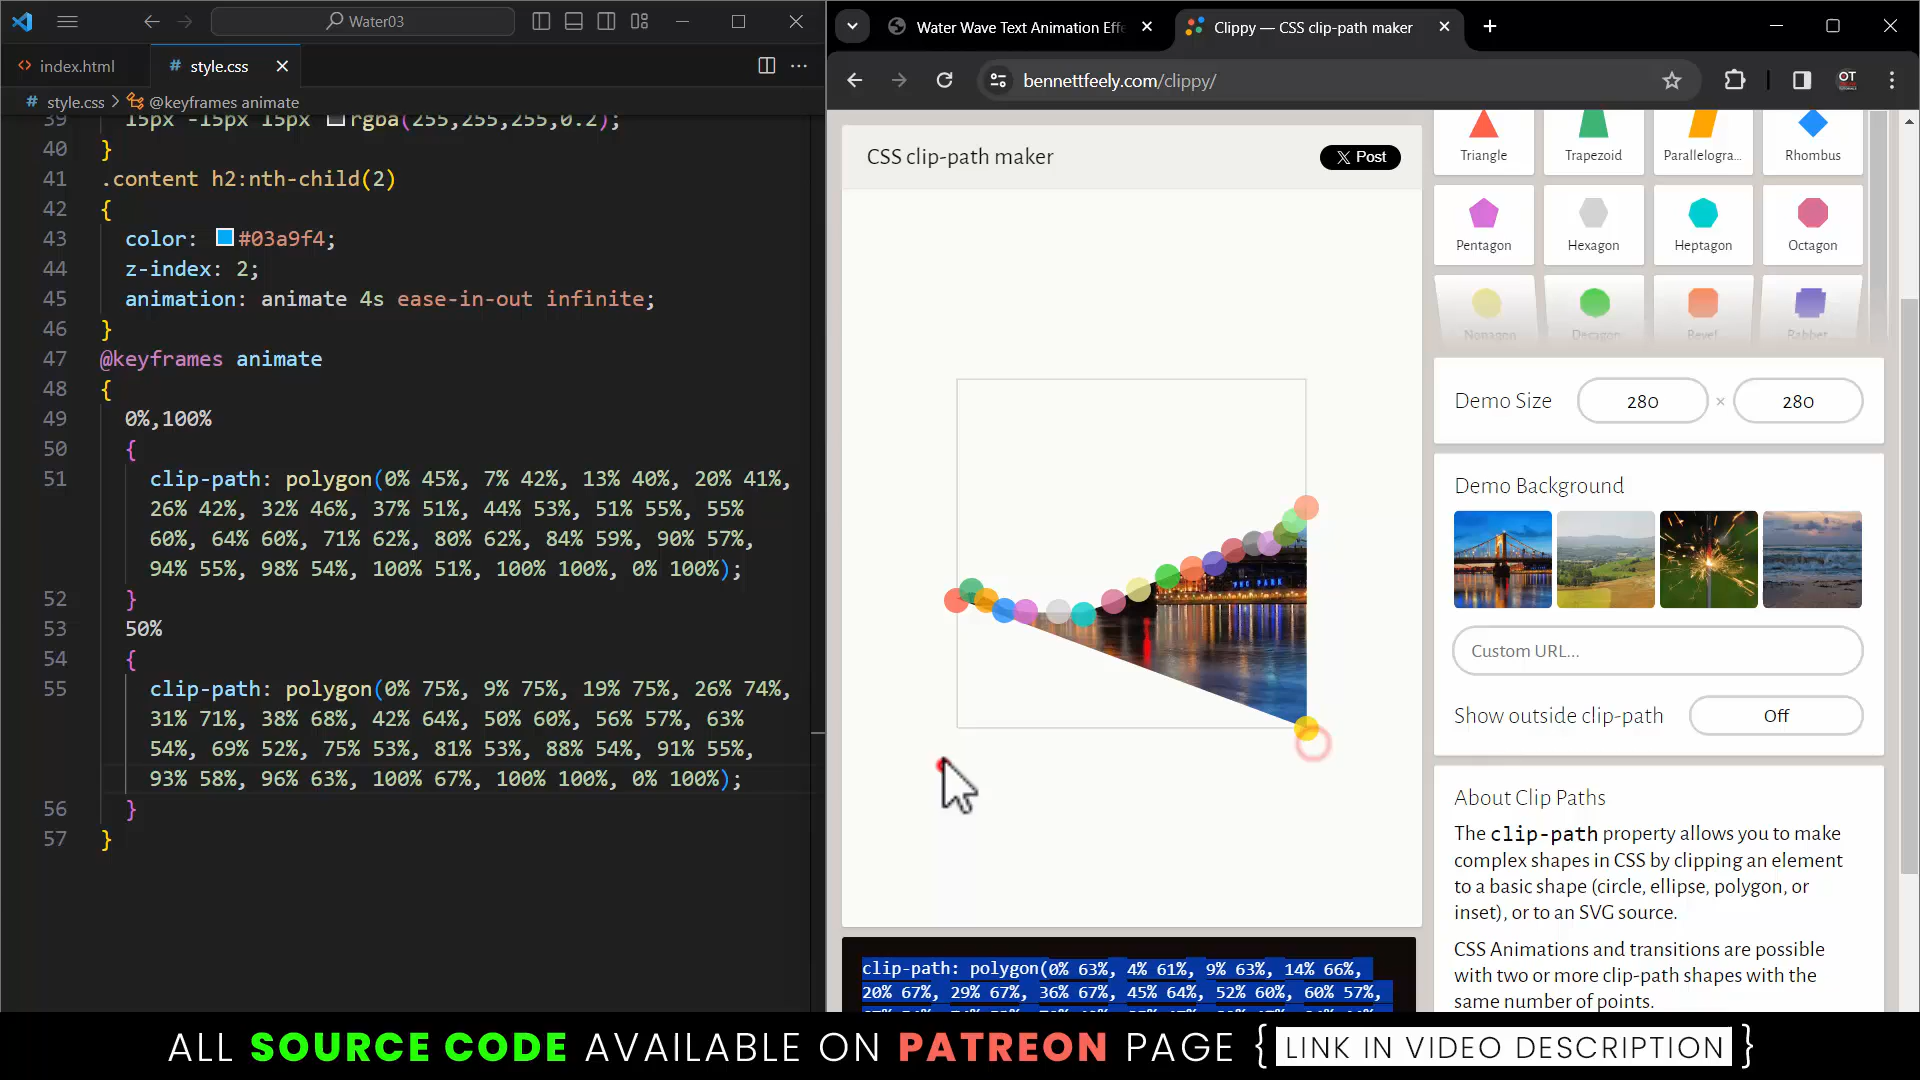 Water03
index.html
# style.css
# style.css > @keyframes animate
39 15px -15px 15px rgba(255,255,255,0.2);
40 }
41 .content h2:nth-child(2)
42 {
43 color: #03a9f4;
44 z-index: 2;
45 animation: animate 4s ease-in-out infinite;
46 }
47 @keyframes animate
48 {
49 0%,100%
50 {
51 clip-path: polygon(0% 45%, 7% 42%, 13% 40%, 20% 41%,
26% 42%, 32% 46%, 37% 51%, 44% 53%, 51% 55%, 55%
60%, 64% 60%, 71% 62%, 80% 62%, 84% 59%, 90% 57%,
94% 55%, 98% 54%, 100% 51%, 100% 100%, 0% 100%);
52 }
53 50%
54 {
55 clip-path: polygon(0% 75%, 9% 75%, 19% 75%, 26% 74%,
31% 71%, 38% 68%, 42% 64%, 50% 60%, 56% 57%, 63%
54%, 69% 52%, 75% 53%, 81% 53%, 88% 54%, 91% 55%,
93% 58%, 96% 63%, 100% 67%, 100% 100%, 0% 100%);
56 }
57 }
Water Wave Text Animation Effe
Clippy — CSS clip-path maker
bennettfeely.com/clippy/
OT
CSS clip-path maker
X Post
PNC PARK
clip-path: polygon(0% 63%, 4% 61%, 9% 63%, 14% 66%,
20% 67%, 29% 67%, 36% 67%, 45% 64%, 52% 60%, 60% 57%,
Triangle
Trapezoid
Parallelogra...
Rhombus
Pentagon
Hexagon
Heptagon
Octagon
Nonagon
Decagon
Bevel
Rabbet
Demo Size 280 × 280
Demo Background
Custom URL...
Show outside clip-path Off
About Clip Paths
The clip-path property allows you to make
complex shapes in CSS by clipping an element
to a basic shape (circle, ellipse, polygon, or
inset), or to an SVG source.
CSS Animations and transitions are possible
with two or more clip-path shapes with the
same number of points.
ALL SOURCE CODE AVAILABLE ON PATREON PAGE { LINK IN VIDEO DESCRIPTION }